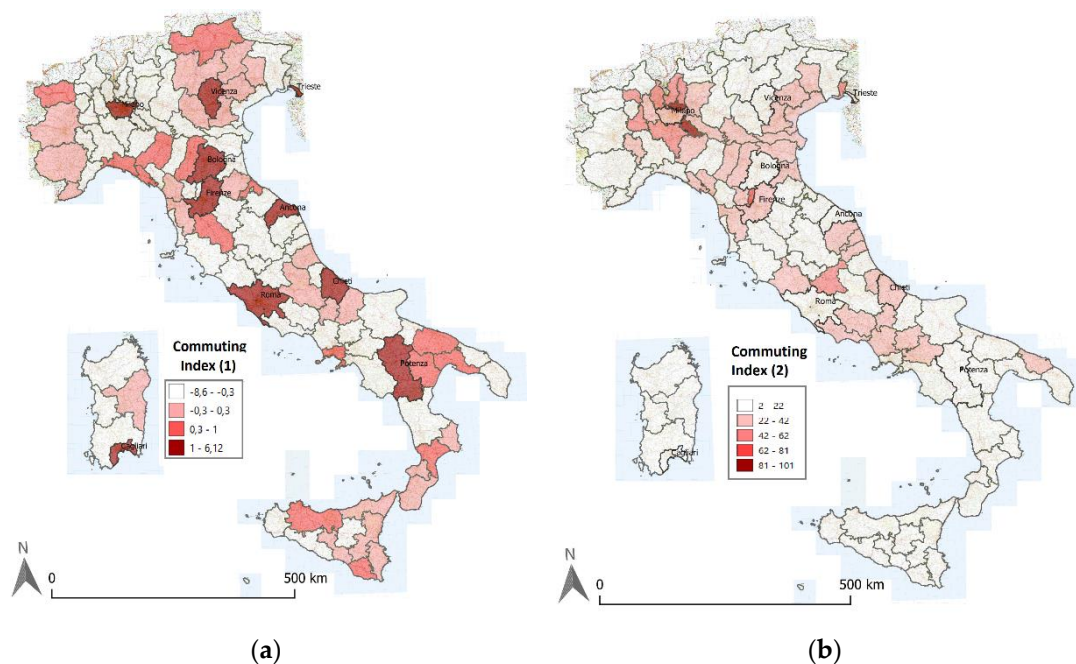 Trieste
Vicenza
Milano
Bologna
Firenze
Ancona
Chieti
Roma
Potenza
Cagliari
Commuting
Index (1)
-8,6 - -0,3
-0,3 - 0,3
0,3 - 1
1 - 6,12
N
0
500 km
(a)
Trieste
Vicenza
Milano
Bologna
Firenze
Ancona
Chieti
Roma
Potenza
Cagliari
Commuting
Index (2)
2 - 22
22 - 42
42 - 62
62 - 81
81 - 101
N
0
500 km
(b)